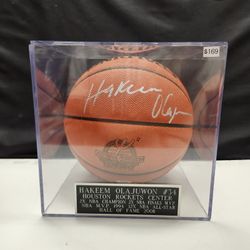 $169
Hakeem
Olajuwon
HAKEEM OLAJUWON #34
HOUSTON ROCKETS CENTER
2X NBA CHAMPION 2X NBA FINALS M.V.P.
NBA M.V.P. 1994 12X NBA ALL-STAR
HALL OF FAME 2008